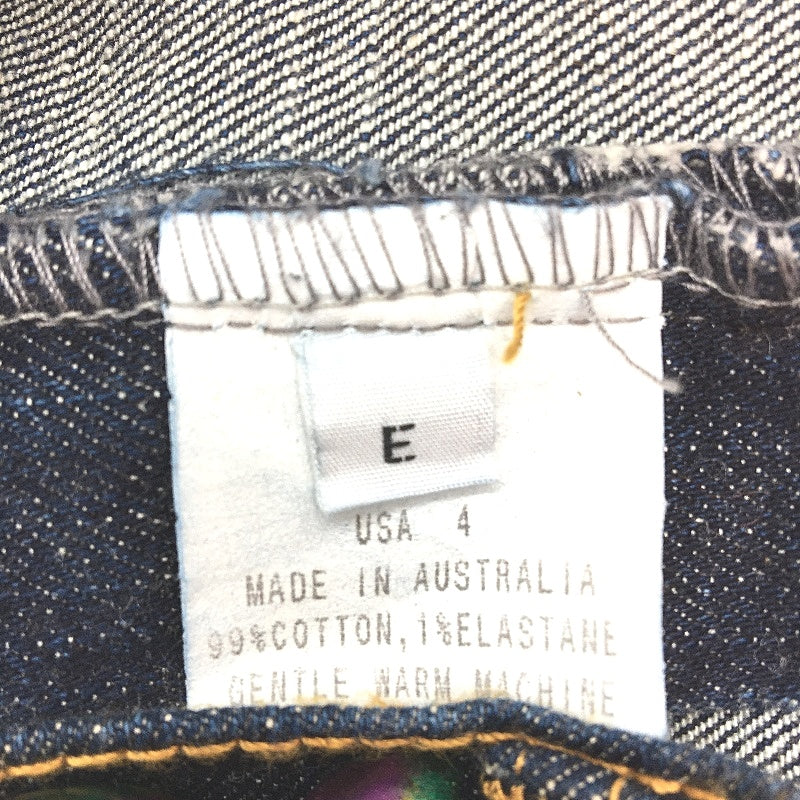 E
USA 4
MADE IN AUSTRALIA
99%COTTON,1%ELASTANE
GENTLE WARM MACHINE